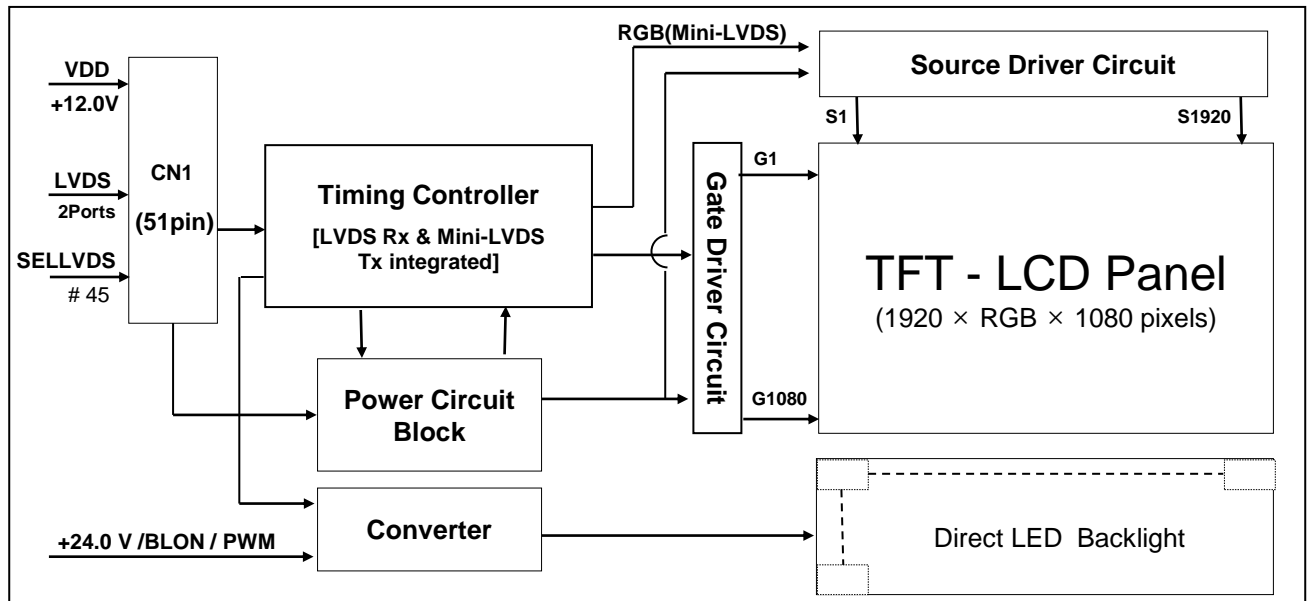 RGB(Mini-LVDS)
Source Driver Circuit
VDD
+12.0V
S1
S1920
CN1
(51pin)
LVDS
2Ports
SELLVDS
# 45
Timing Controller
[LVDS Rx & Mini-LVDS
Tx integrated]
Gate Driver Circuit
G1
G1080
TFT - LCD Panel
(1920 × RGB × 1080 pixels)
Power Circuit
Block
+24.0 V /BLON / PWM
Converter
Direct LED Backlight